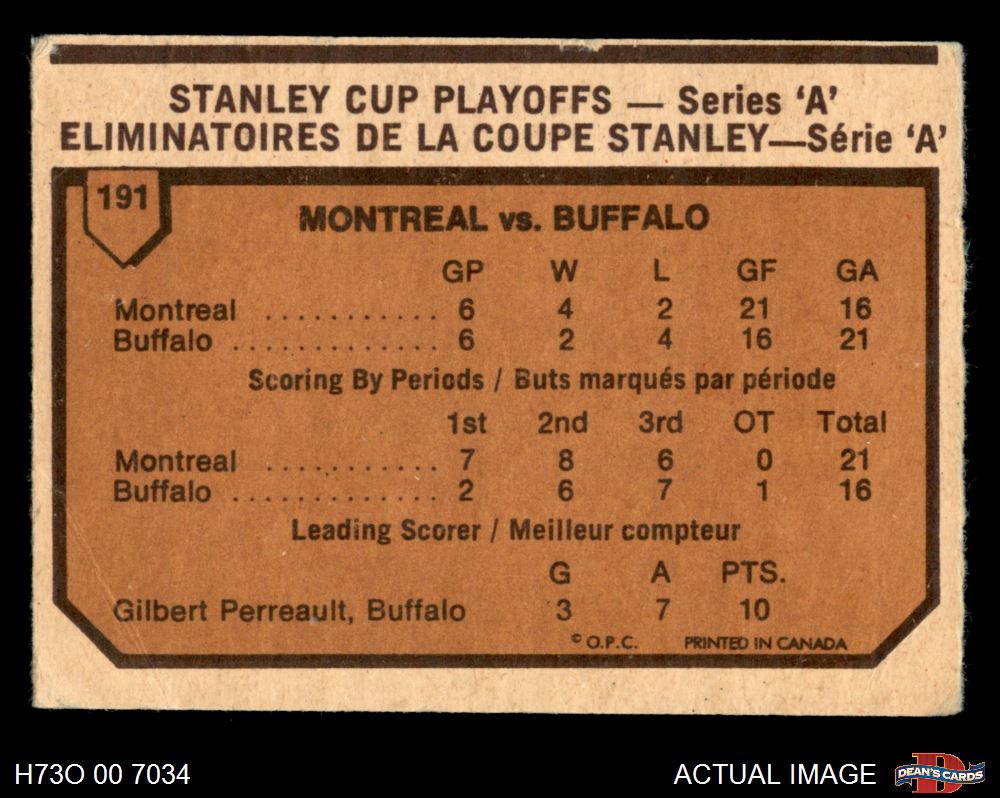 STANLEY CUP PLAYOFFS — Series 'A'
ELIMINATOIRES DE LA COUPE STANLEY—Série 'A'
191
MONTREAL vs. BUFFALO
GP W L GF GA
Montreal ........... 6 4 2 21 16
Buffalo ............. 6 2 4 16 21
Scoring By Periods / Buts marqués par période
1st 2nd 3rd OT Total
Montreal ........... 7 8 6 0 21
Buffalo ............. 2 6 7 1 16
Leading Scorer / Meilleur compteur
G A PTS.
Gilbert Perreault, Buffalo 3 7 10
© O.P.C. PRINTED IN CANADA
H73O 00 7034 ACTUAL IMAGE DEAN'S CARDS